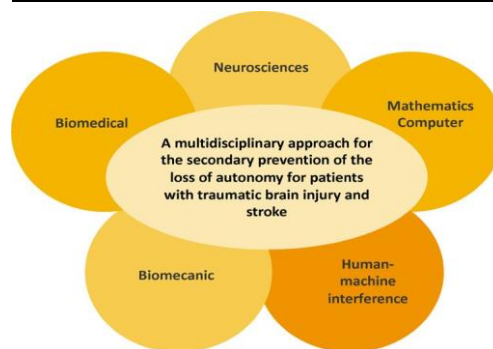 Neurosciences
Biomedical
Mathematics
Computer
A multidisciplinary approach for
the secondary prevention of the
loss of autonomy for patients
with traumatic brain injury and
stroke
Biomecanic
Human-
machine
interference